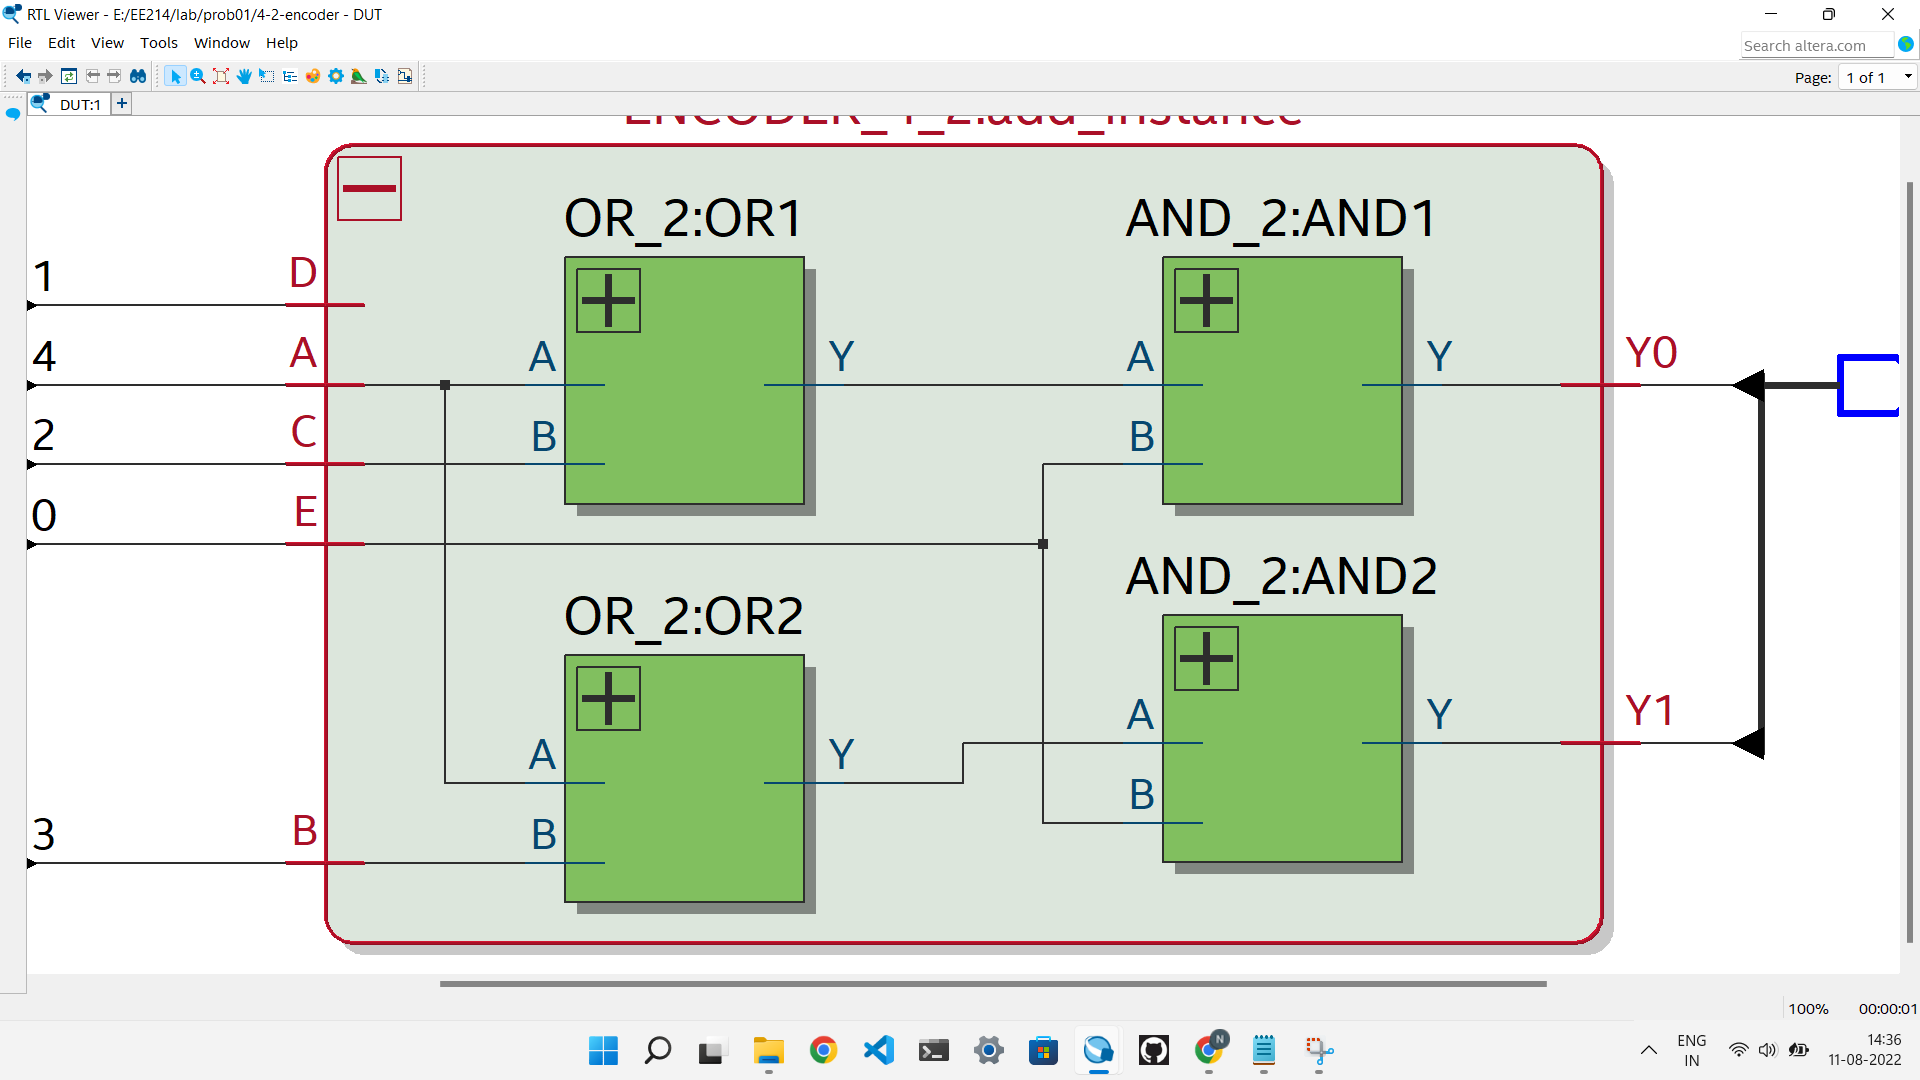 RTL Viewer - E:/EE214/lab/prob01/4-2-encoder - DUT
File Edit View Tools Window Help
Search altera.com
Page: 1 of 1
DUT:1
ENCODER_4_2:add_instance
OR_2:OR1
AND_2:AND1
1 D
4 A A Y A Y Y0
2 C B B
0 E
AND_2:AND2
OR_2:OR2
A Y A Y Y1
B
3 B B
100% 00:00:01
N
ENG
IN
14:36
11-08-2022